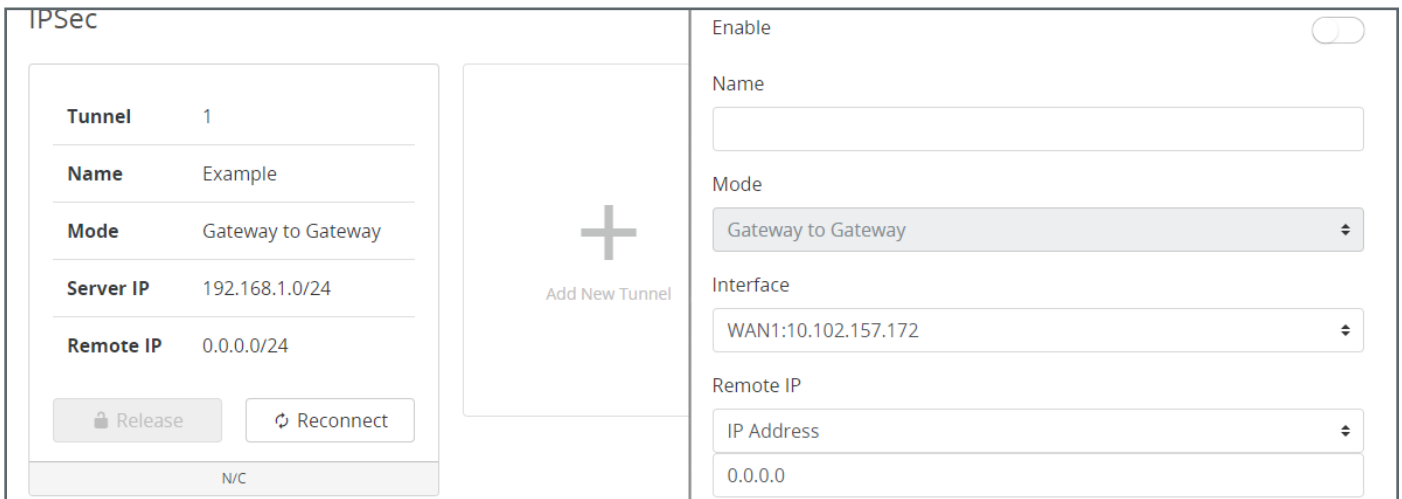 IPSec
Tunnel 1
Name Example
Mode Gateway to Gateway
Server IP 192.168.1.0/24
Remote IP 0.0.0.0/24
Release Reconnect
N/C
Add New Tunnel
Enable
Name
Mode
Gateway to Gateway
Interface
WAN1:10.102.157.172
Remote IP
IP Address
0.0.0.0